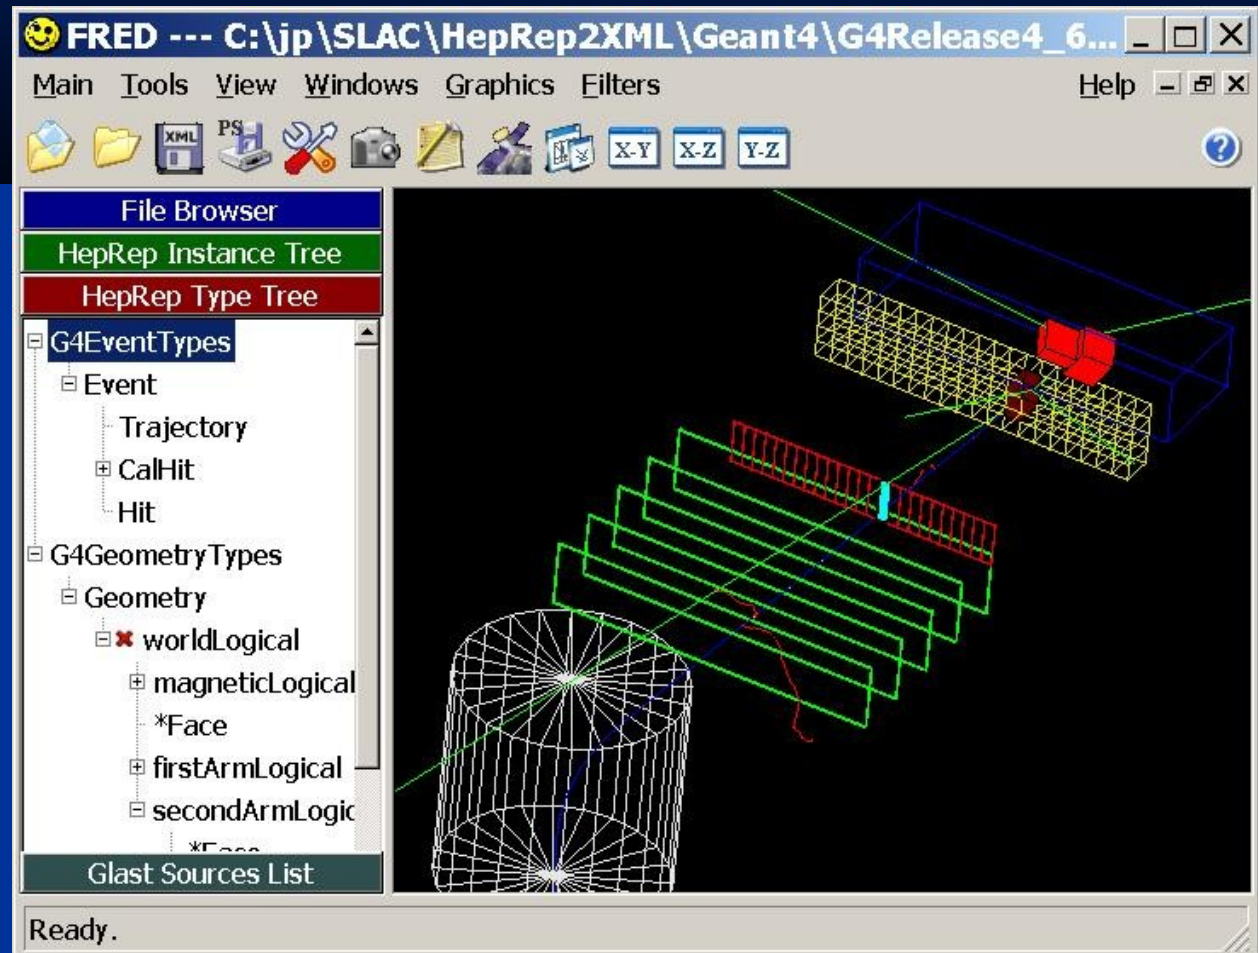 FRED --- C:\jp\SLAC\HepRep2XML\Geant4\G4Release4_6...
Main Tools View Windows Graphics Filters Help
XML PS X-Y X-Z Y-Z ?
File Browser
HepRep Instance Tree
HepRep Type Tree
G4EventTypes
Event
Trajectory
CalHit
Hit
G4GeometryTypes
Geometry
worldLogical
magneticLogical
*Face
firstArmLogical
secondArmLogic
*Face
Glast Sources List
Ready.